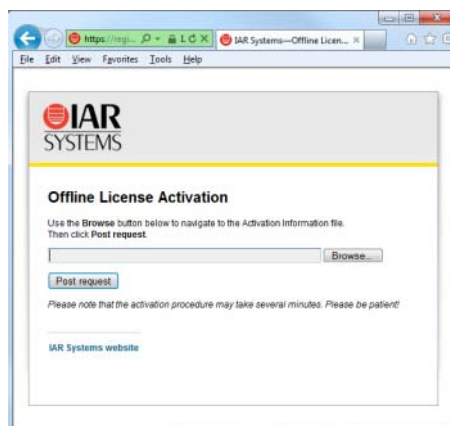 https://regi...
IAR Systems—Offline Licen...
File Edit View Favorites Tools Help
IAR
SYSTEMS
Offline License Activation
Use the Browse button below to navigate to the Activation Information file.
Then click Post request.
Browse...
Post request
Please note that the activation procedure may take several minutes. Please be patient!
IAR Systems website